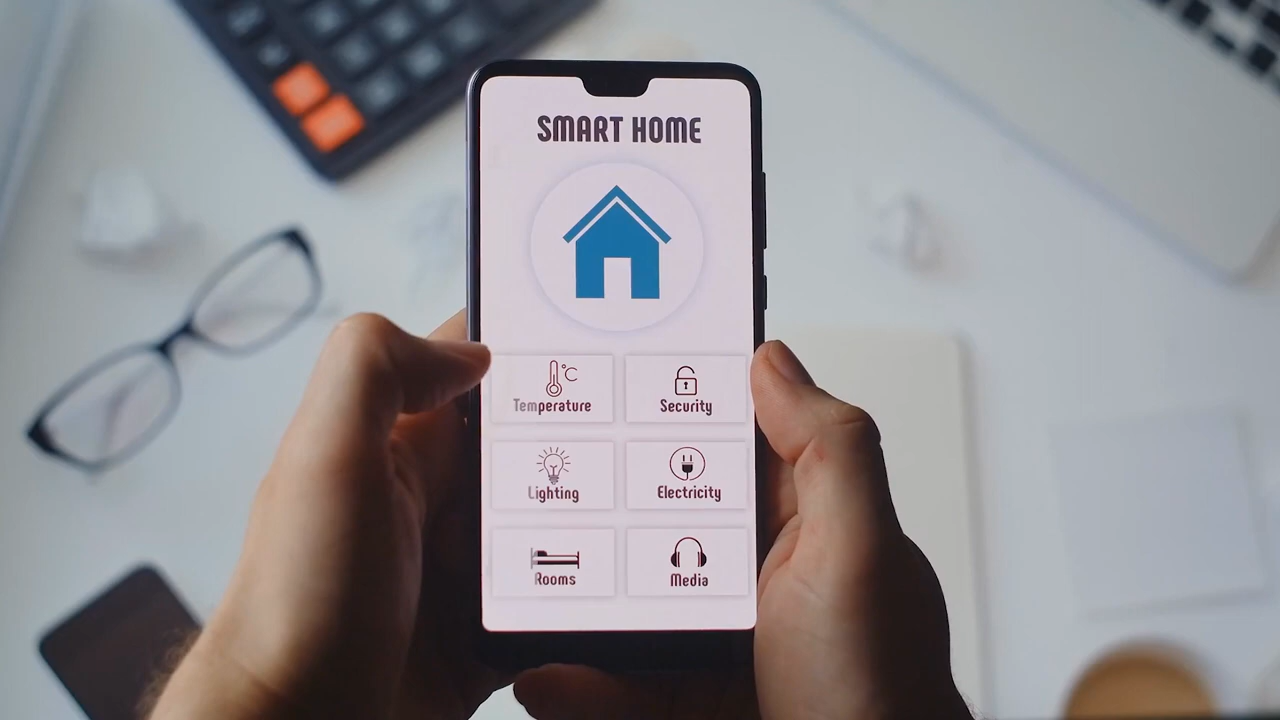 SMART HOME
°C
Temperature
Security
Lighting
Electricity
Rooms
Media